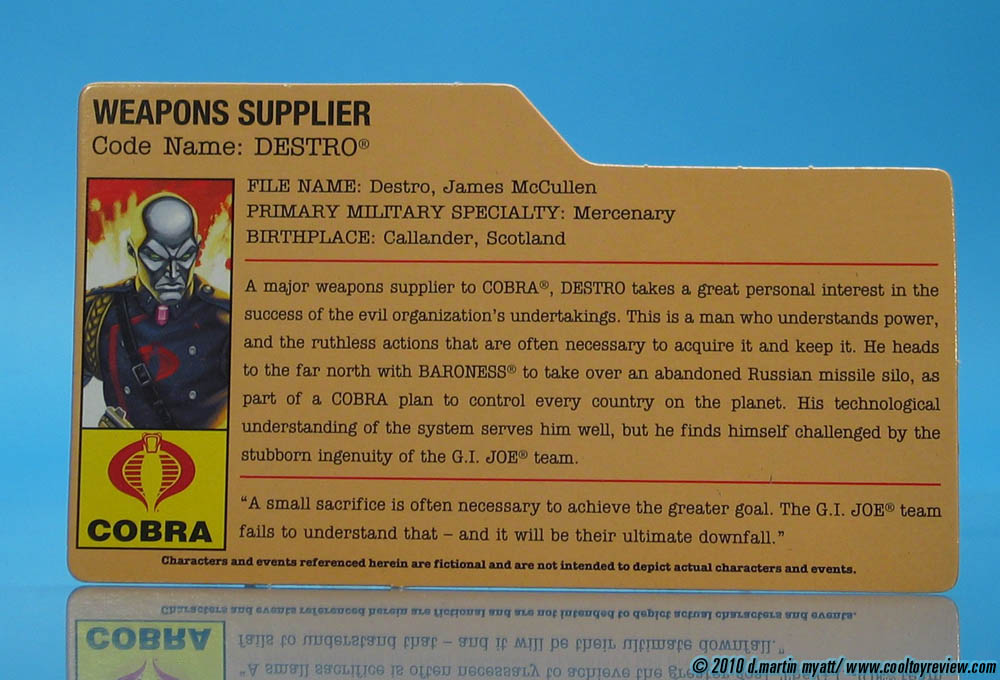 WEAPONS SUPPLIER
Code Name: DESTRO®
FILE NAME: Destro, James McCullen
PRIMARY MILITARY SPECIALTY: Mercenary
BIRTHPLACE: Callander, Scotland
A major weapons supplier to COBRA®, DESTRO takes a great personal interest in the
success of the evil organization's undertakings. This is a man who understands power,
and the ruthless actions that are often necessary to acquire it and keep it. He heads
to the far north with BARONESS® to take over an abandoned Russian missile silo, as
part of a COBRA plan to control every country on the planet. His technological
understanding of the system serves him well, but he finds himself challenged by the
stubborn ingenuity of the G.I. JOE® team.
COBRA
"A small sacrifice is often necessary to achieve the greater goal. The G.I. JOE® team
fails to understand that – and it will be their ultimate downfall."
Characters and events referenced herein are fictional and are not intended to depict actual characters and events.
© 2010 d.martin myatt/ www.cooltoyreview.com